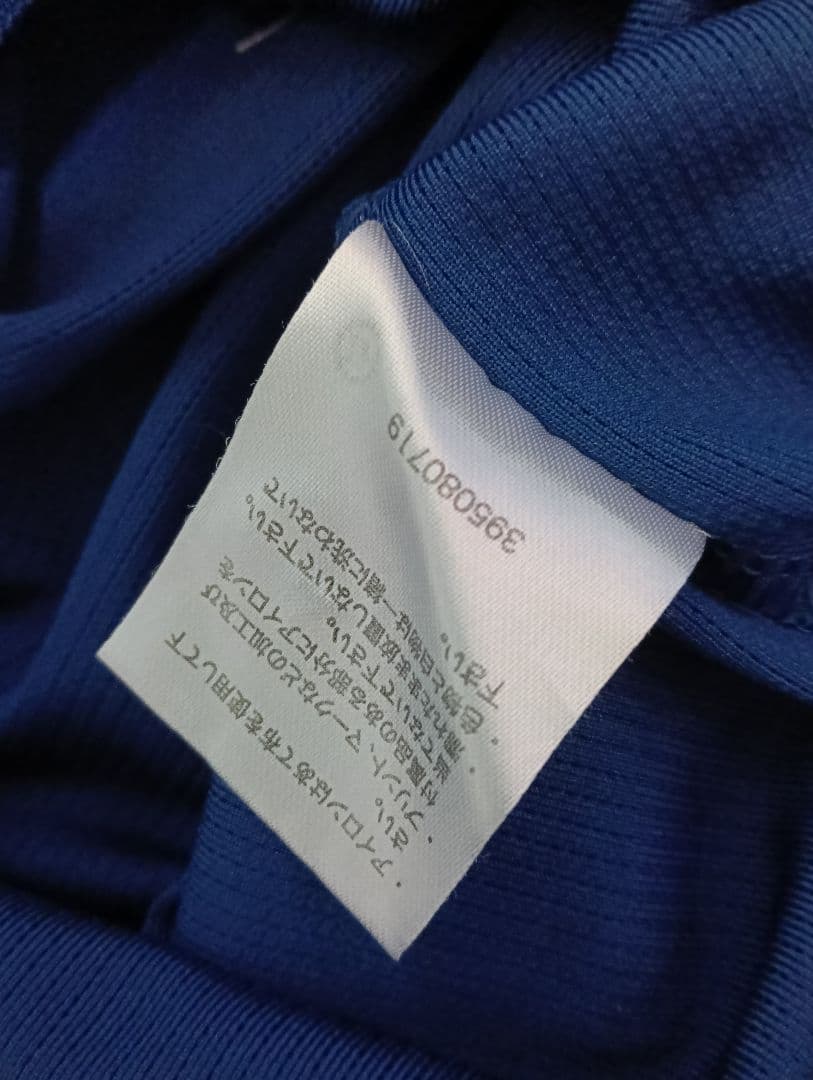 ・アイロンはあて布を使用して下
さい。
・プリント、マークなどの加工及び
付属品のある部分にアイロンを
当てないで下さい。
・濡れたまま放置しないで下さい。
・色物と白物は一緒に洗わないで
下さい。
395080719